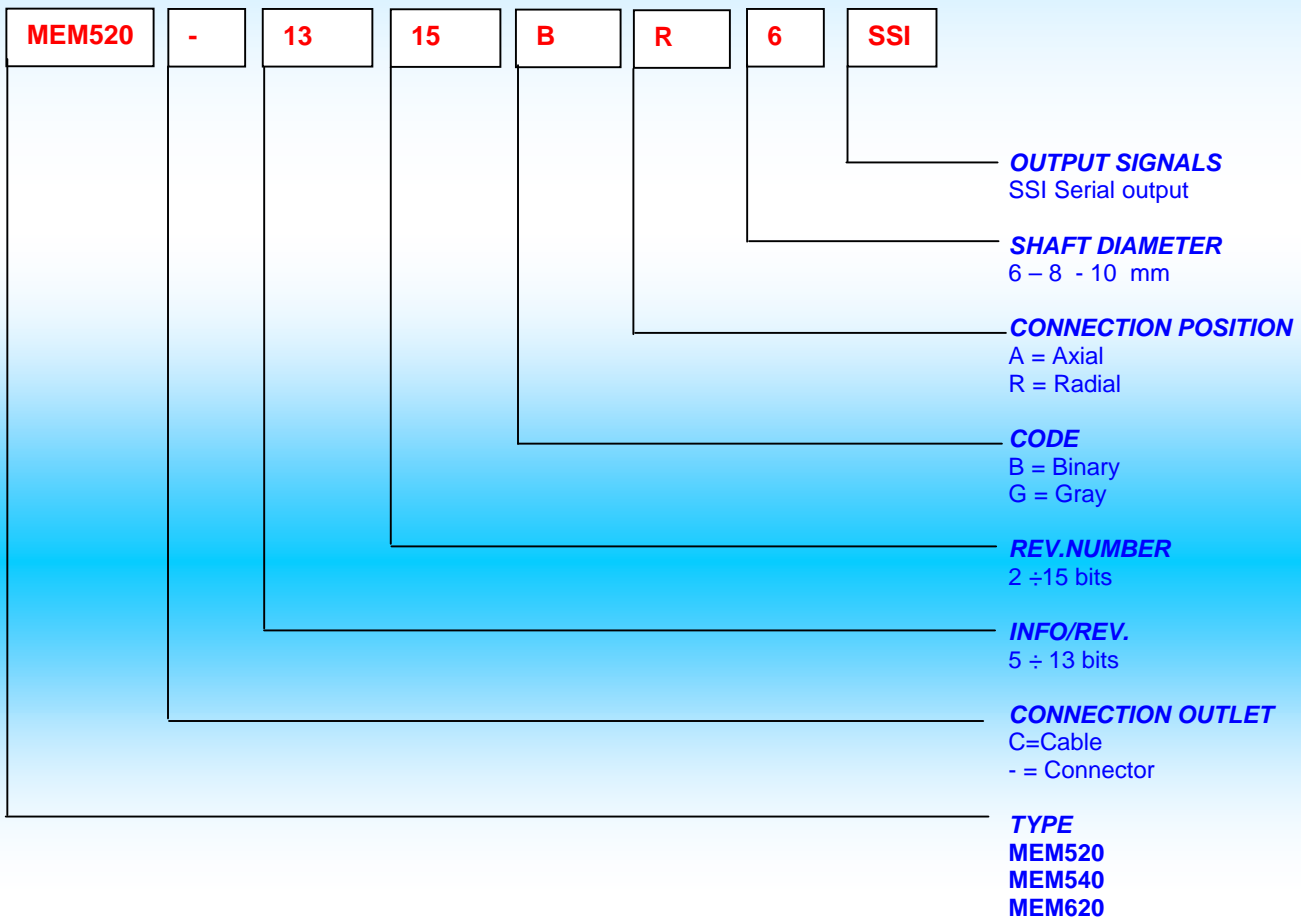 MEM520 - 13 15 B R 6 SSI
OUTPUT SIGNALS
SSI Serial output
SHAFT DIAMETER
6 – 8 - 10 mm
CONNECTION POSITION
A = Axial
R = Radial
CODE
B = Binary
G = Gray
REV.NUMBER
2 ÷15 bits
INFO/REV.
5 ÷ 13 bits
CONNECTION OUTLET
C=Cable
- = Connector
TYPE
MEM520
MEM540
MEM620